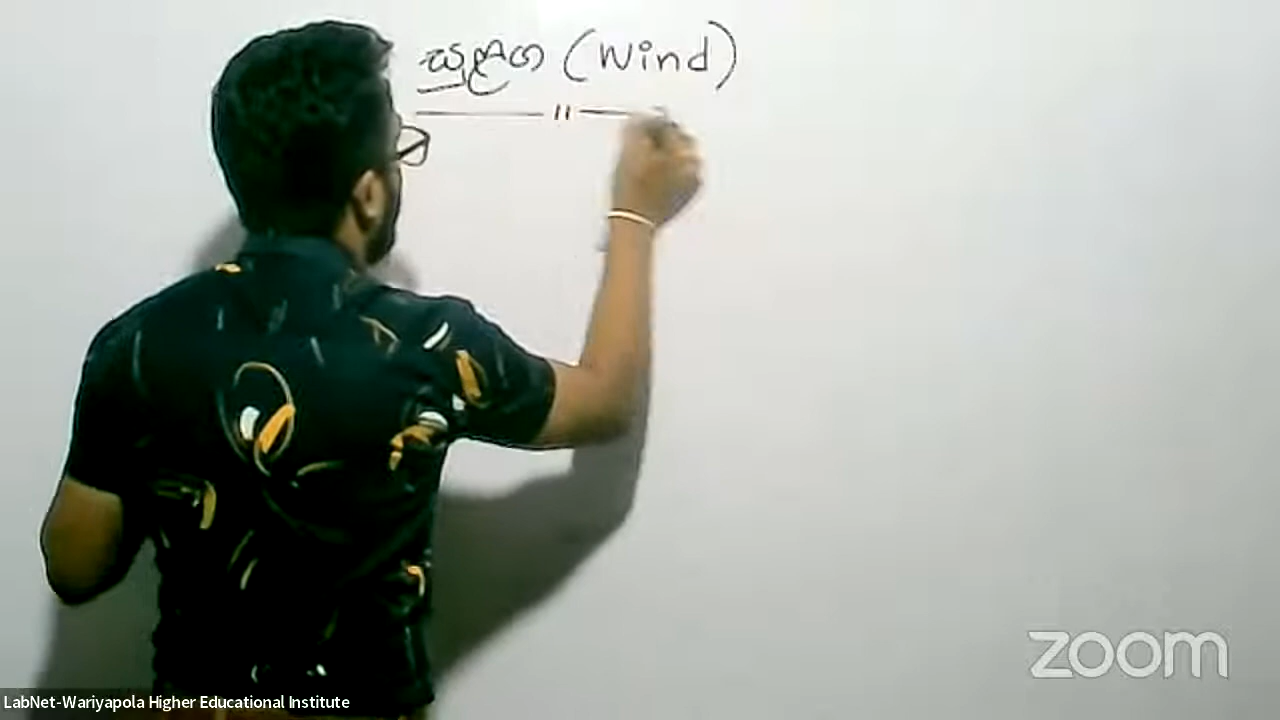 සුළඟ (Wind)
zoom
LabNet-Wariyapola Higher Educational Institute